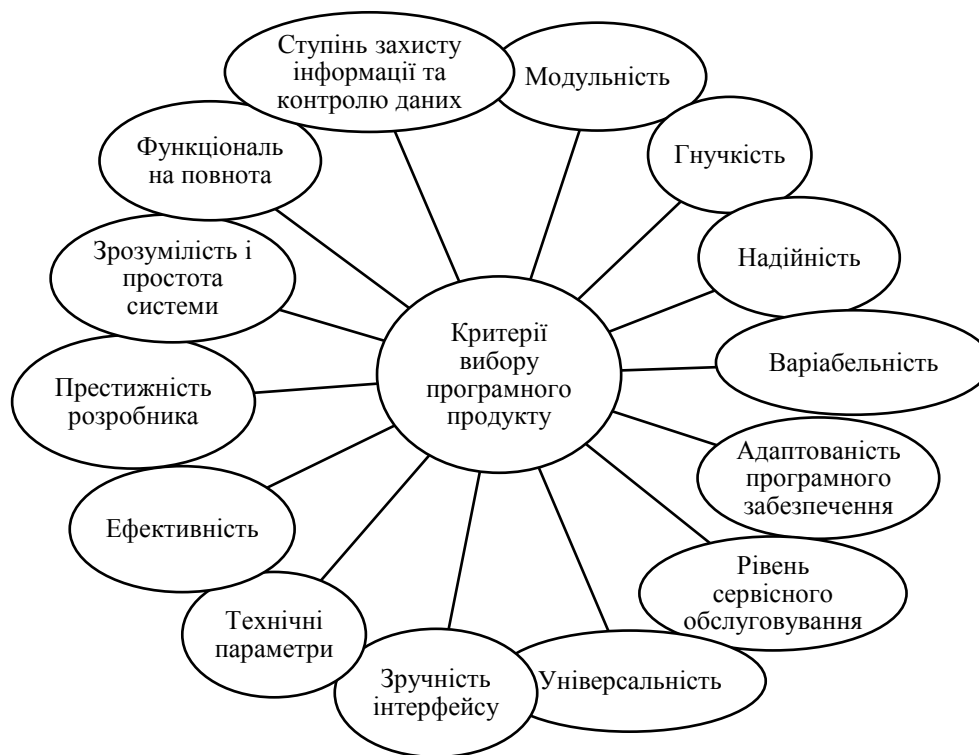 Ступінь захисту
інформації та
контролю даних
Модульність
Гнучкість
Надійність
Варіабельність
Адаптованість
програмного
забезпечення
Рівень
сервісного
обслуговування
Універсальність
Зручність
інтерфейсу
Технічні
параметри
Ефективність
Престижність
розробника
Зрозумілість і
простота
системи
Функціональ
на повнота
Критерії
вибору
програмного
продукту